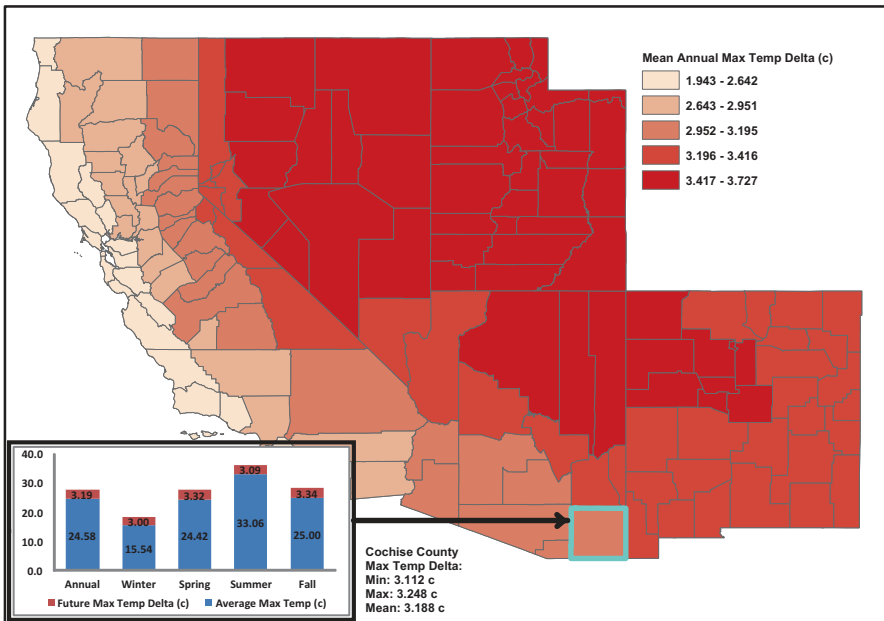 Mean Annual Max Temp Delta (c)
1.943 - 2.642
2.643 - 2.951
2.952 - 3.195
3.196 - 3.416
3.417 - 3.727
40.0
30.0
20.0
10.0
0.0
3.19
3.00
3.32
3.09
3.34
24.58
15.54
24.42
33.06
25.00
Annual Winter Spring Summer Fall
Future Max Temp Delta (c) Average Max Temp (c)
Cochise County
Max Temp Delta:
Min: 3.112 c
Max: 3.248 c
Mean: 3.188 c